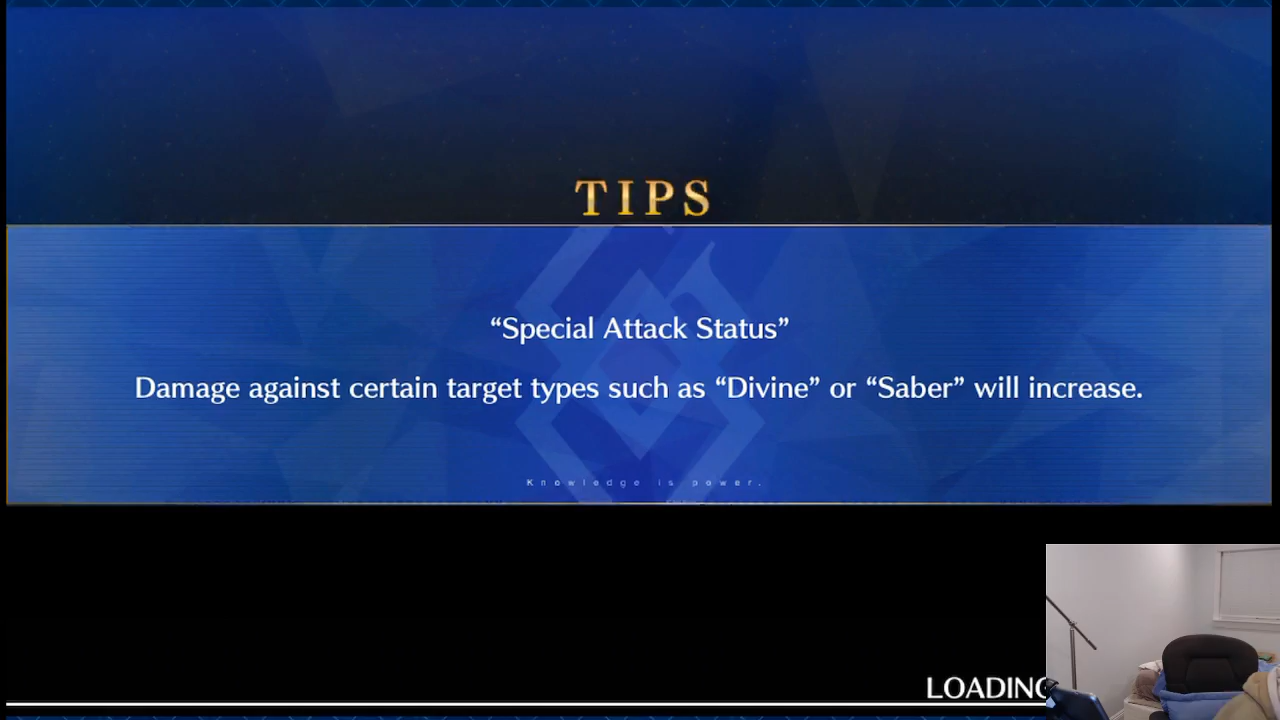 TIPS
“Special Attack Status”
Damage against certain target types such as “Divine” or “Saber” will increase.
Knowledge is power.
LOADING